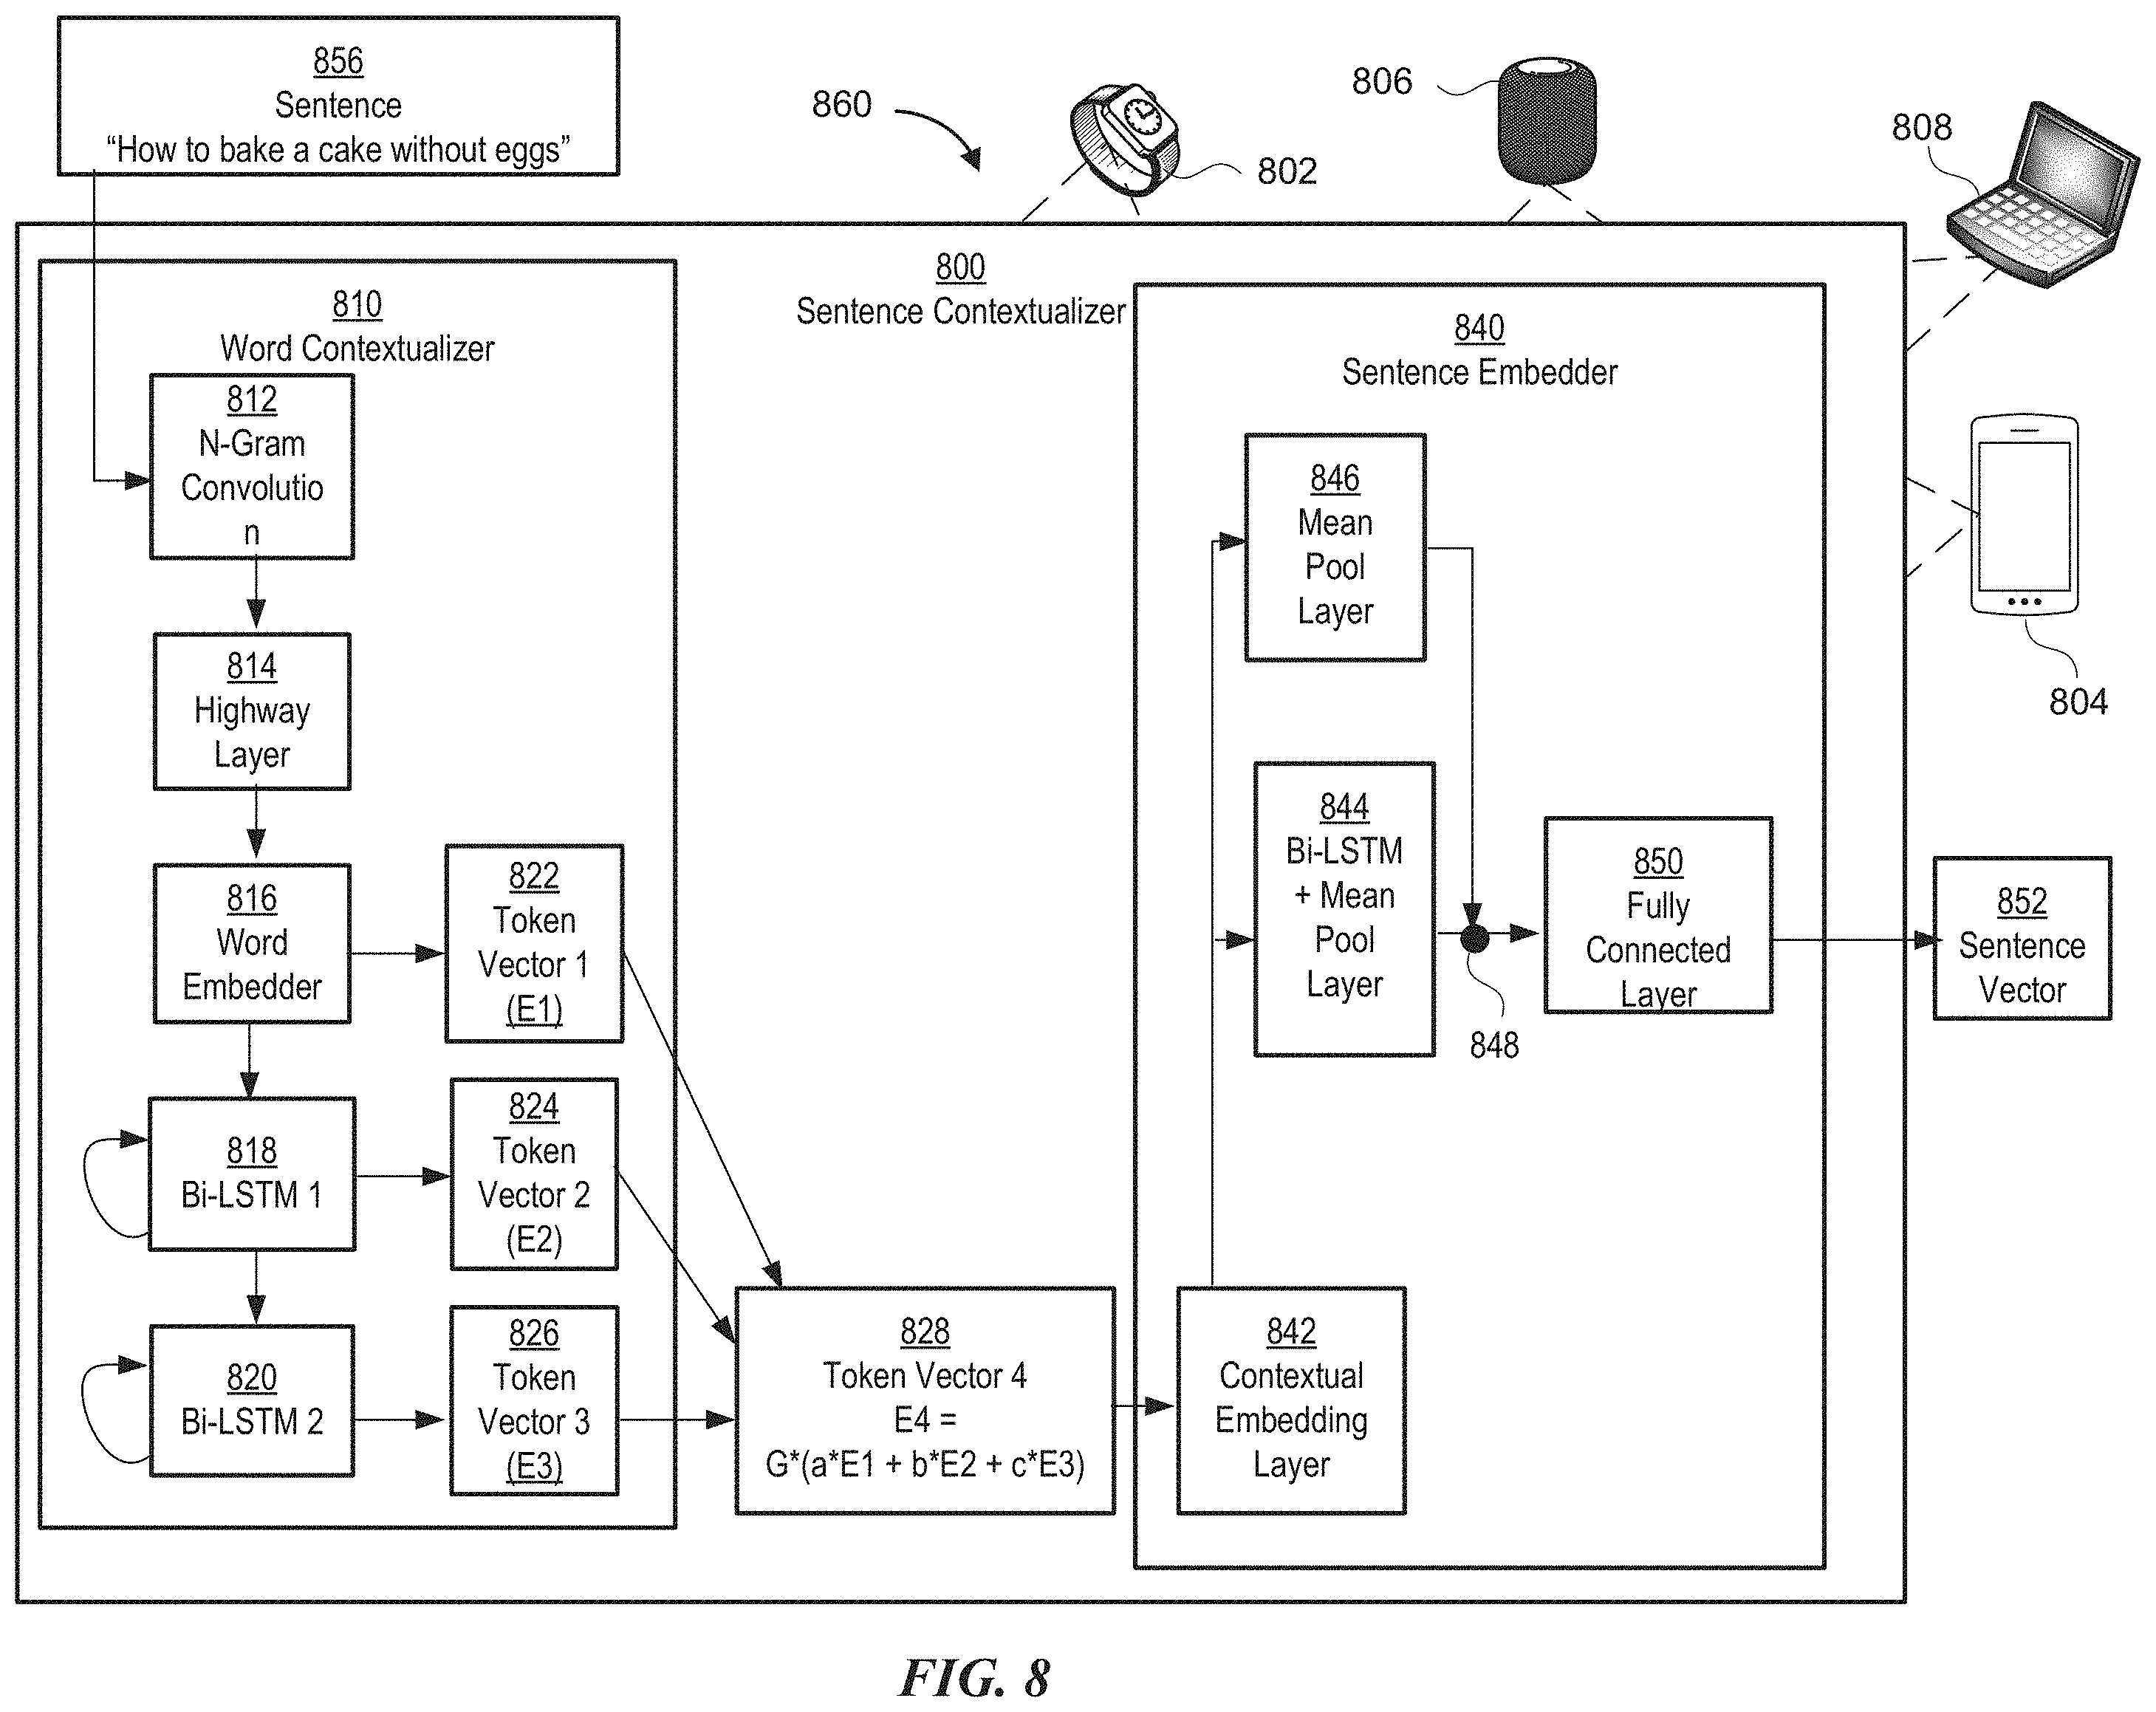 856
Sentence
“How to bake a cake without eggs”
860
802
806
808
804
800
Sentence Contextualizer
810
Word Contextualizer
812
N-Gram
Convolutio
n
814
Highway
Layer
816
Word
Embedder
818
Bi-LSTM 1
820
Bi-LSTM 2
822
Token
Vector 1
(E1)
824
Token
Vector 2
(E2)
826
Token
Vector 3
(E3)
828
Token Vector 4
E4 =
G*(a*E1 + b*E2 + c*E3)
840
Sentence Embedder
842
Contextual
Embedding
Layer
846
Mean
Pool
Layer
844
Bi-LSTM
+ Mean
Pool
Layer
848
850
Fully
Connected
Layer
852
Sentence
Vector
FIG. 8